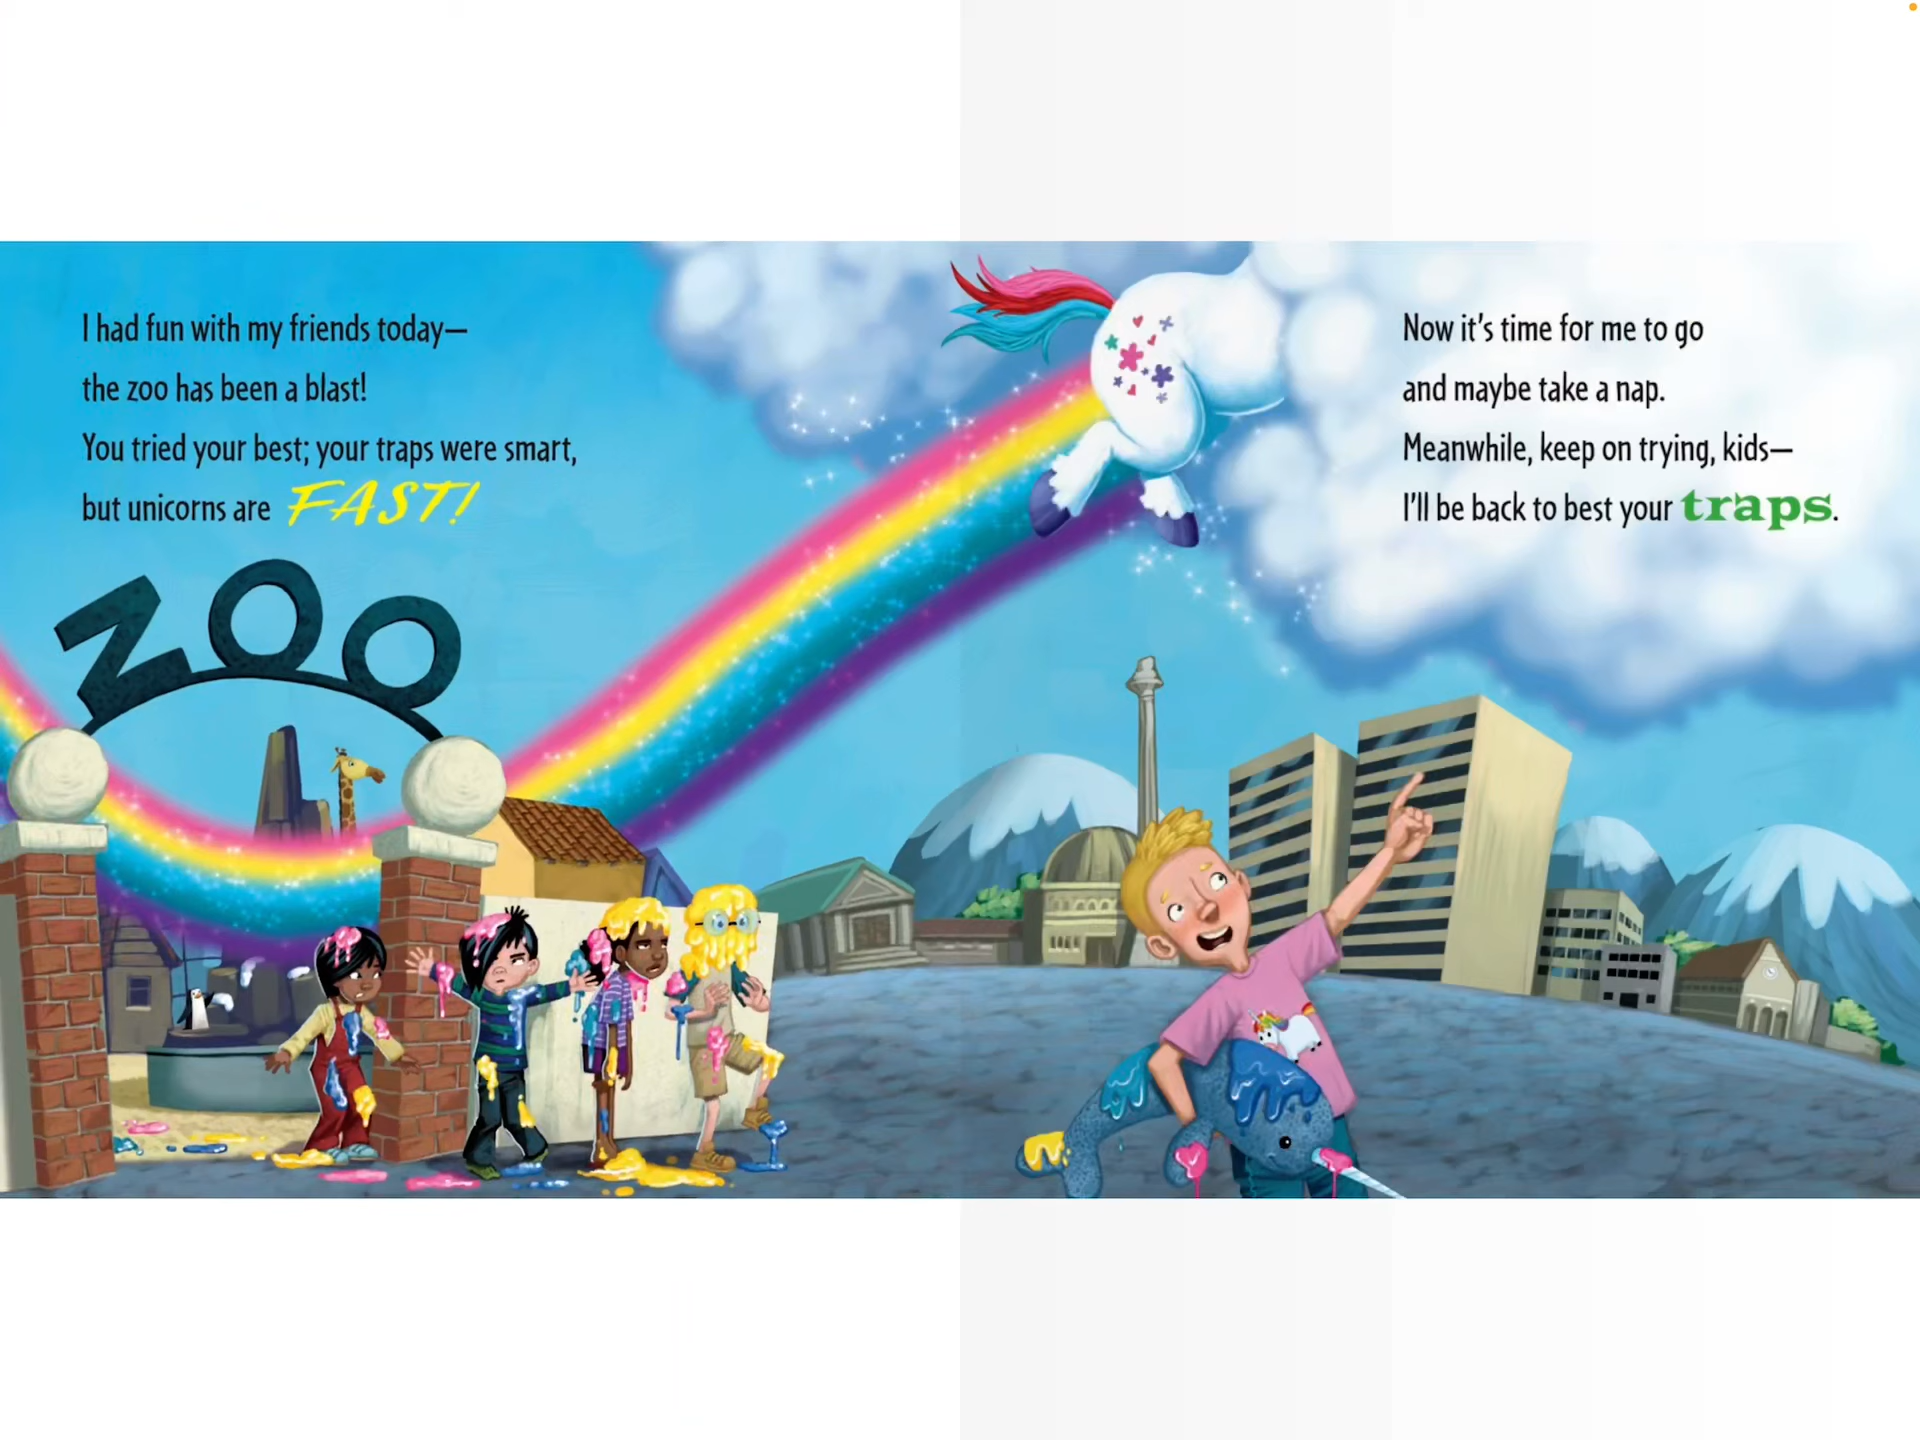 I had fun with my friends today—
the zoo has been a blast!
You tried your best; your traps were smart,
but unicorns are FAST!
ZOO
Now it's time for me to go
and maybe take a nap.
Meanwhile, keep on trying, kids—
I'll be back to best your traps.